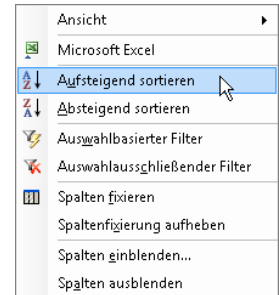 Ansicht
Microsoft Excel
Aufsteigend sortieren
Absteigend sortieren
Auswahlbasierter Filter
Auswahlausschließender Filter
Spalten fixieren
Spaltenfixierung aufheben
Spalten einblenden...
Spalten ausblenden